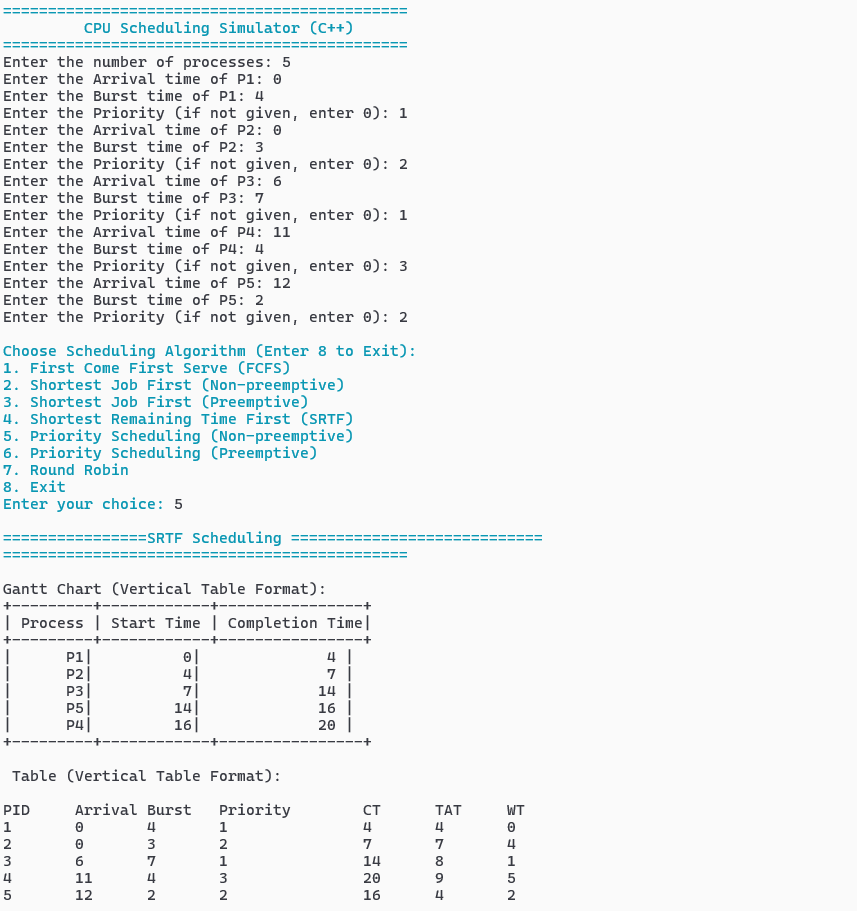 =============================================
         CPU Scheduling Simulator (C++)
=============================================
Enter the number of processes: 5
Enter the Arrival time of P1: 0
Enter the Burst time of P1: 4
Enter the Priority (if not given, enter 0): 1
Enter the Arrival time of P2: 0
Enter the Burst time of P2: 3
Enter the Priority (if not given, enter 0): 2
Enter the Arrival time of P3: 6
Enter the Burst time of P3: 7
Enter the Priority (if not given, enter 0): 1
Enter the Arrival time of P4: 11
Enter the Burst time of P4: 4
Enter the Priority (if not given, enter 0): 3
Enter the Arrival time of P5: 12
Enter the Burst time of P5: 2
Enter the Priority (if not given, enter 0): 2

Choose Scheduling Algorithm (Enter 8 to Exit):
1. First Come First Serve (FCFS)
2. Shortest Job First (Non-preemptive)
3. Shortest Job First (Preemptive)
4. Shortest Remaining Time First (SRTF)
5. Priority Scheduling (Non-preemptive)
6. Priority Scheduling (Preemptive)
7. Round Robin
8. Exit
Enter your choice: 5

================SRTF Scheduling ============================
=============================================

Gantt Chart (Vertical Table Format):
+---------+------------+----------------+
| Process | Start Time | Completion Time|
+---------+------------+----------------+
|      P1|          0|              4 |
|      P2|          4|              7 |
|      P3|          7|             14 |
|      P5|         14|             16 |
|      P4|         16|             20 |
+---------+------------+----------------+

 Table (Vertical Table Format):

PID     Arrival Burst   Priority        CT      TAT     WT
1       0       4       1               4       4       0
2       0       3       2               7       7       4
3       6       7       1               14      8       1
4       11      4       3               20      9       5
5       12      2       2               16      4       2